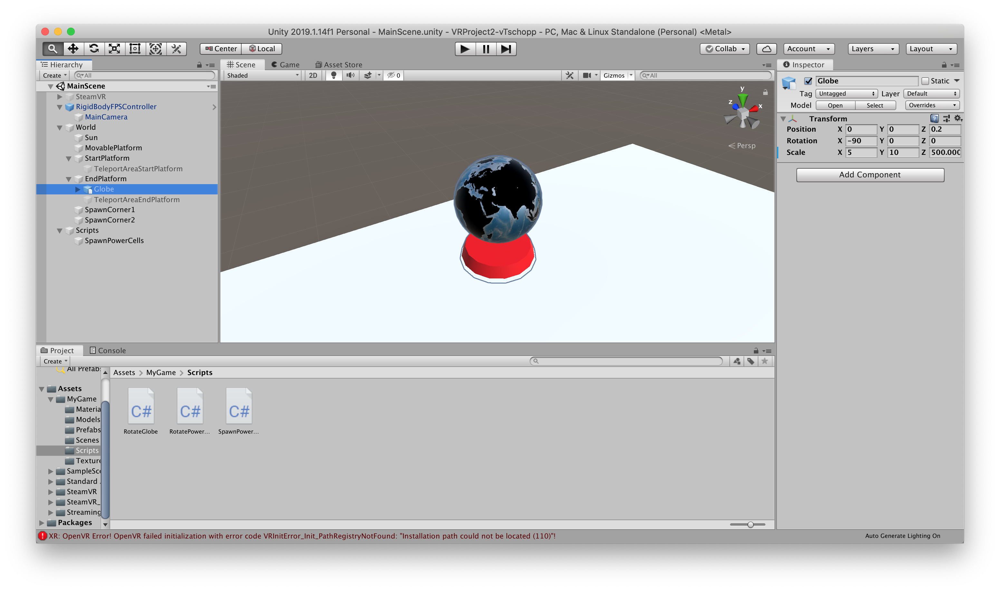 Unity 2019.1.14f1 Personal - MainScene.unity - VRProject2-vTschopp - PC, Mac & Linux Standalone (Personal) <Metal>
Center Local Collab Account Layers Layout
Hierarchy
Create All
MainScene
SteamVR
RigidBodyFPSController
MainCamera
World
Sun
MovablePlatform
StartPlatform
TeleportAreaStartPlatform
EndPlatform
Globe
TeleportAreaEndPlatform
SpawnCorner1
SpawnCorner2
Scripts
SpawnPowerCells
Scene Game Asset Store
Shaded 2D 0 Gizmos All
y
z x
Persp
Inspector
Globe Static
Tag Untagged Layer Default
Model Open Select Overrides
Transform
Position X 0 Y 0 Z 0.2
Rotation X -90 Y 0 Z 0
Scale X 5 Y 10 Z 500.000
Add Component
Project Console
Create
All Prefabs
Assets
MyGame
Materia
Models
Prefabs
Scenes
Scripts
Texture
SampleSce
Standard
SteamVR
SteamVR_
Streaming
Packages
Assets > MyGame > Scripts
C# C# C#
RotateGlobe RotatePower... SpawnPower...
XR: OpenVR Error! OpenVR failed initialization with error code VRInitError_Init_PathRegistryNotFound: "Installation path could not be located (110)"!
Auto Generate Lighting On